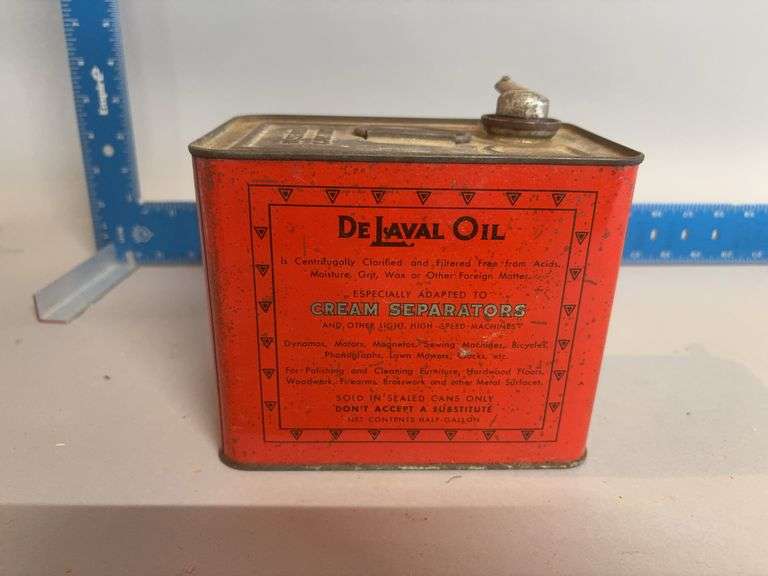 Empire
DE LAVAL OIL
Is Centrifugally Clarified and Filtered Free from Acids,
Moisture, Grit, Wax or Other Foreign Matter.
ESPECIALLY ADAPTED TO
CREAM SEPARATORS
AND OTHER LIGHT, HIGH-SPEED MACHINES
Dynamos, Motors, Magnetos, Sewing Machines, Bicycles,
Phonographs, Lawn Mowers, Clocks, etc.
For Polishing and Cleaning Furniture, Hardwood Floors,
Woodwork, Firearms, Brasswork and other Metal Surfaces.
SOLD IN SEALED CANS ONLY
DON'T ACCEPT A SUBSTITUTE
NET CONTENTS HALF-GALLON